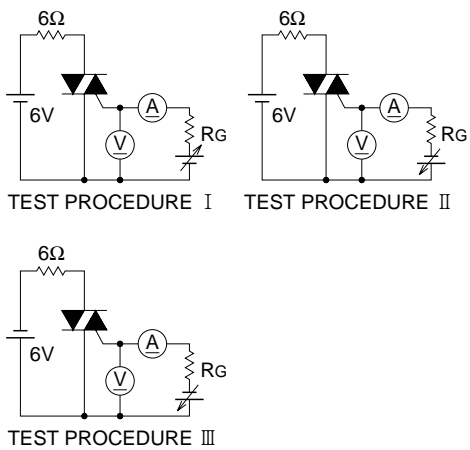 6Ω
6V
A
V
RG
TEST PROCEDURE Ⅰ
6Ω
6V
A
V
RG
TEST PROCEDURE Ⅱ
6Ω
6V
A
V
RG
TEST PROCEDURE Ⅲ